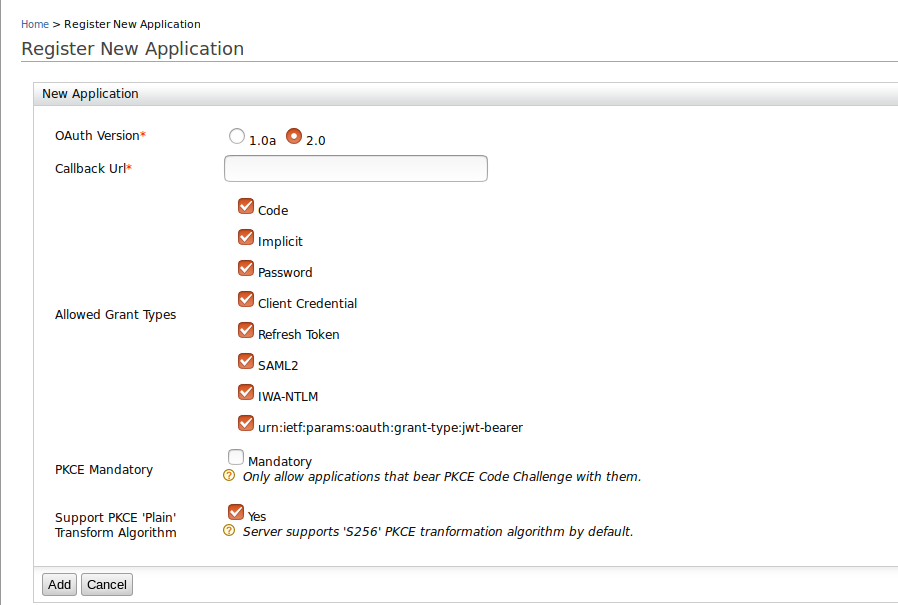 Home > Register New Application
Register New Application
New Application
OAuth Version*
1.0a 2.0
Callback Url*
Code
Implicit
Password
Client Credential
Allowed Grant Types
Refresh Token
SAML2
IWA-NTLM
urn:ietf:params:oauth:grant-type:jwt-bearer
PKCE Mandatory
Mandatory
? Only allow applications that bear PKCE Code Challenge with them.
Support PKCE 'Plain'
Transform Algorithm
Yes
? Server supports 'S256' PKCE tranformation algorithm by default.
Add Cancel